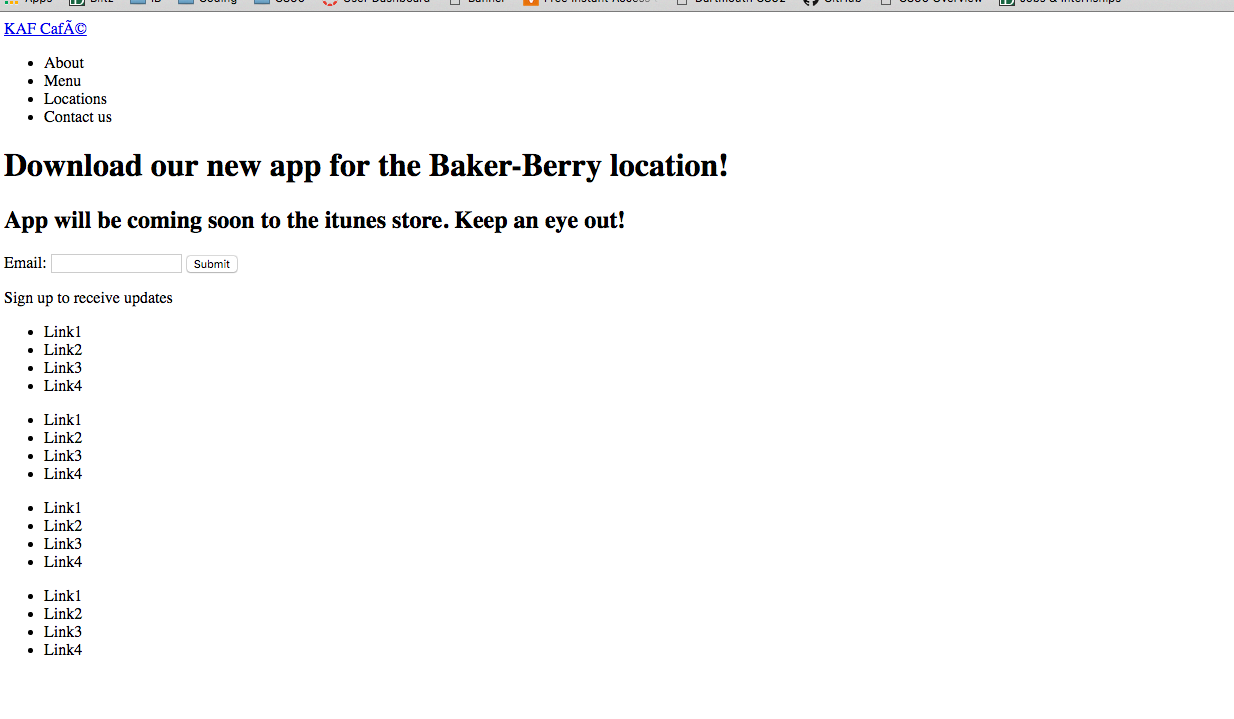 Apps Blitz IB Coding CS50 User Dashboard Banner Free Instant Access Dartmouth CS52 GitHub CS50 Overview Jobs & Internships
KAF CafÃ©
• About
• Menu
• Locations
• Contact us
Download our new app for the Baker-Berry location!
App will be coming soon to the itunes store. Keep an eye out!
Email: Submit
Sign up to receive updates
• Link1
• Link2
• Link3
• Link4
• Link1
• Link2
• Link3
• Link4
• Link1
• Link2
• Link3
• Link4
• Link1
• Link2
• Link3
• Link4